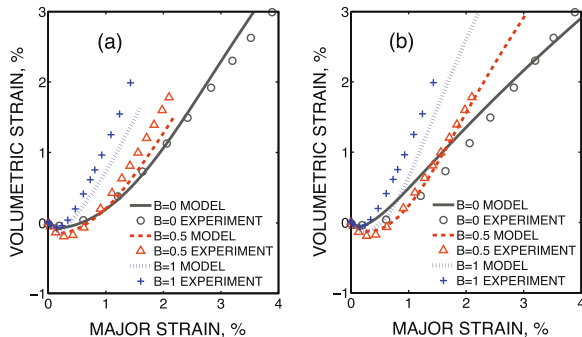 (a)
VOLUMETRIC STRAIN, %
3
2
1
0
−1
B=0 MODEL
B=0 EXPERIMENT
B=0.5 MODEL
B=0.5 EXPERIMENT
B=1 MODEL
B=1 EXPERIMENT
0 1 2 3 4
MAJOR STRAIN, %
(b)
VOLUMETRIC STRAIN, %
3
2
1
0
−1
B=0 MODEL
B=0 EXPERIMENT
B=0.5 MODEL
B=0.5 EXPERIMENT
B=1 MODEL
B=1 EXPERIMENT
0 1 2 3 4
MAJOR STRAIN, %